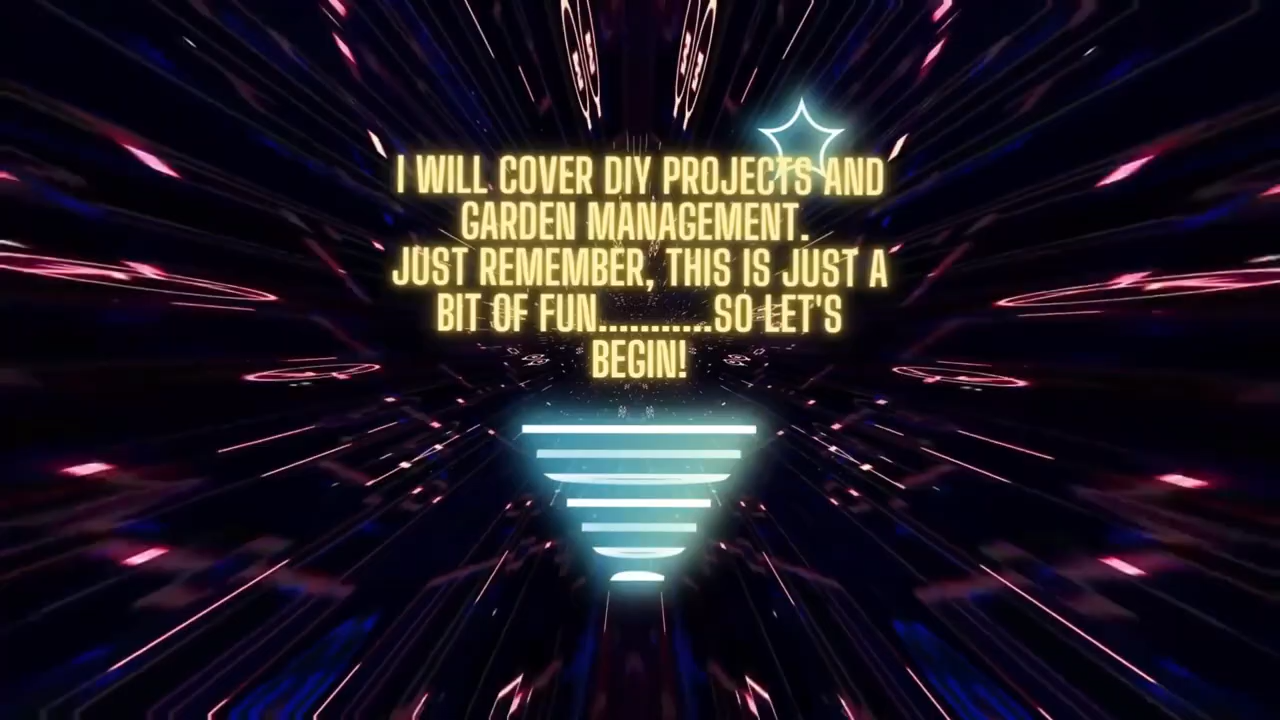 I WILL COVER DIY PROJECTS AND
GARDEN MANAGEMENT.
JUST REMEMBER, THIS IS JUST A
BIT OF FUN...........SO LET'S
BEGIN!